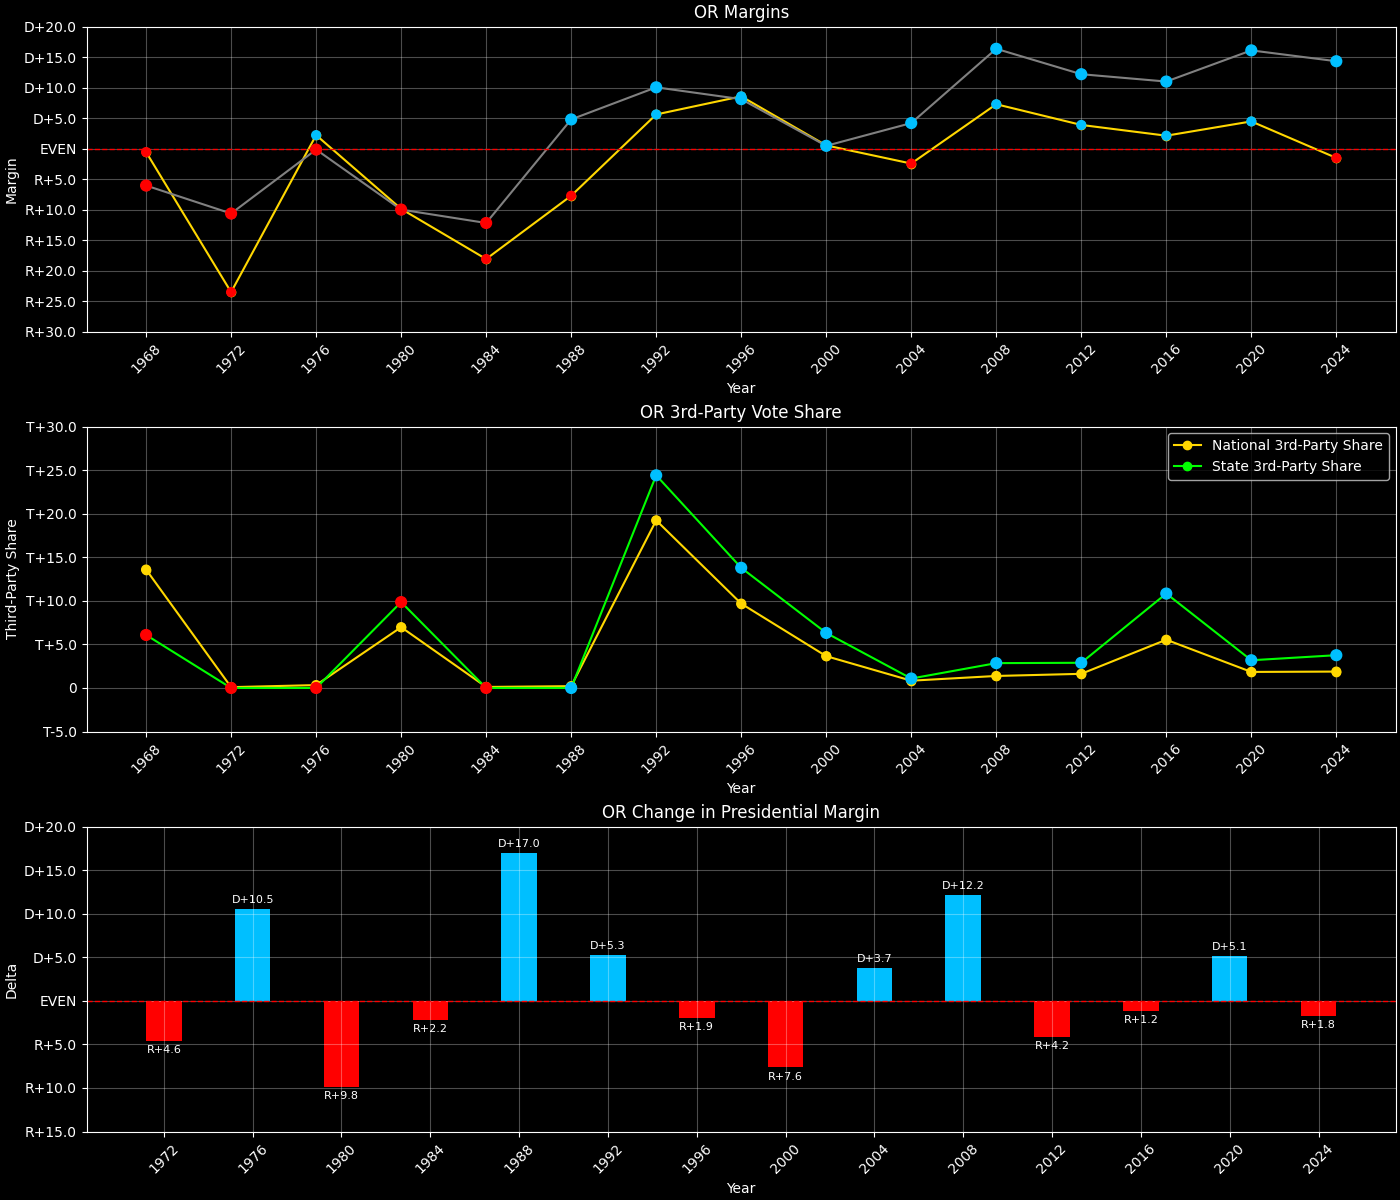 OR Margins
D+20.0
D+15.0
D+10.0
D+5.0
EVEN
R+5.0
R+10.0
R+15.0
R+20.0
R+25.0
R+30.0
Margin
1968 1972 1976 1980 1984 1988 1992 1996 2000 2004 2008 2012 2016 2020 2024
Year
OR 3rd-Party Vote Share
T+30.0
T+25.0
T+20.0
T+15.0
T+10.0
T+5.0
0
T-5.0
Third-Party Share
National 3rd-Party Share
State 3rd-Party Share
1968 1972 1976 1980 1984 1988 1992 1996 2000 2004 2008 2012 2016 2020 2024
Year
OR Change in Presidential Margin
D+20.0
D+15.0
D+10.0
D+5.0
EVEN
R+5.0
R+10.0
R+15.0
Delta
R+4.6
D+10.5
R+9.8
R+2.2
D+17.0
D+5.3
R+1.9
R+7.6
D+3.7
D+12.2
R+4.2
R+1.2
D+5.1
R+1.8
1972 1976 1980 1984 1988 1992 1996 2000 2004 2008 2012 2016 2020 2024
Year